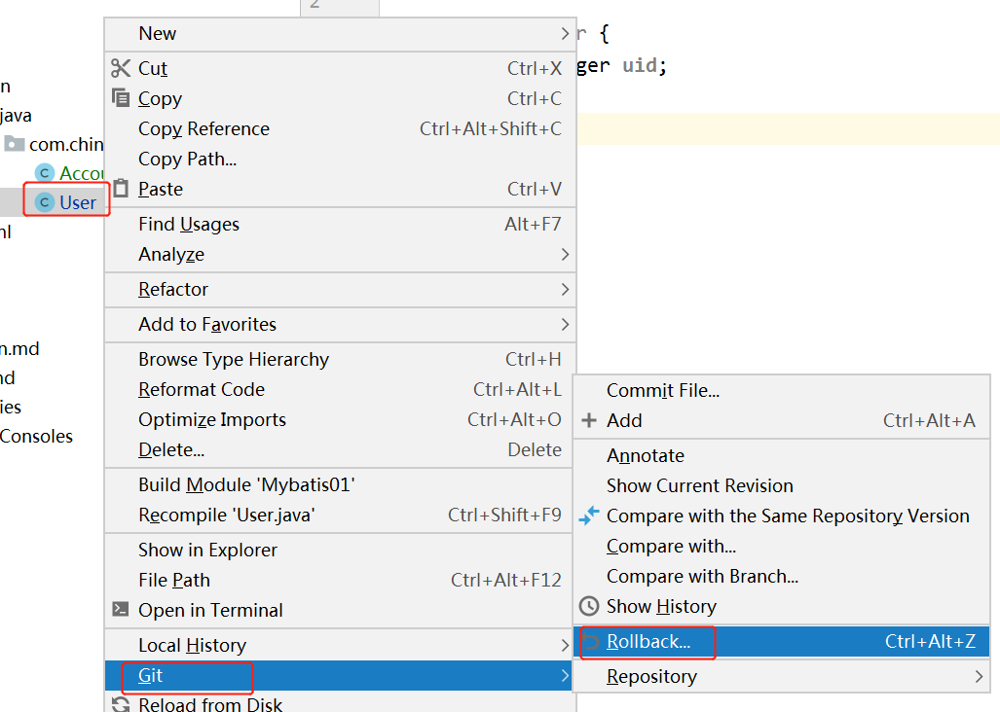 2
New
r {
Cut Ctrl+X
ger uid;
n
Copy Ctrl+C
java
Copy Reference Ctrl+Alt+Shift+C
com.chin
Copy Path...
Accou
Paste Ctrl+V
User
Find Usages Alt+F7
Analyze
Refactor
Add to Favorites
n.md
Browse Type Hierarchy Ctrl+H
Reformat Code Ctrl+Alt+L
Commit File...
ies
Optimize Imports Ctrl+Alt+O
Add Ctrl+Alt+A
Consoles
Delete... Delete
Annotate
Build Module 'Mybatis01'
Show Current Revision
Recompile 'User.java' Ctrl+Shift+F9
Compare with the Same Repository Version
Show in Explorer
Compare with...
File Path Ctrl+Alt+F12
Compare with Branch...
Open in Terminal
Show History
Local History
Rollback... Ctrl+Alt+Z
Git
Repository
Reload from Disk